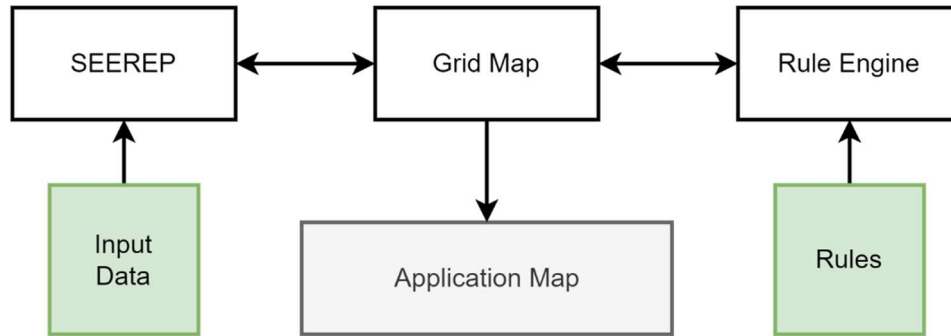 SEEREP
Grid Map
Rule Engine
Input
Data
Application Map
Rules